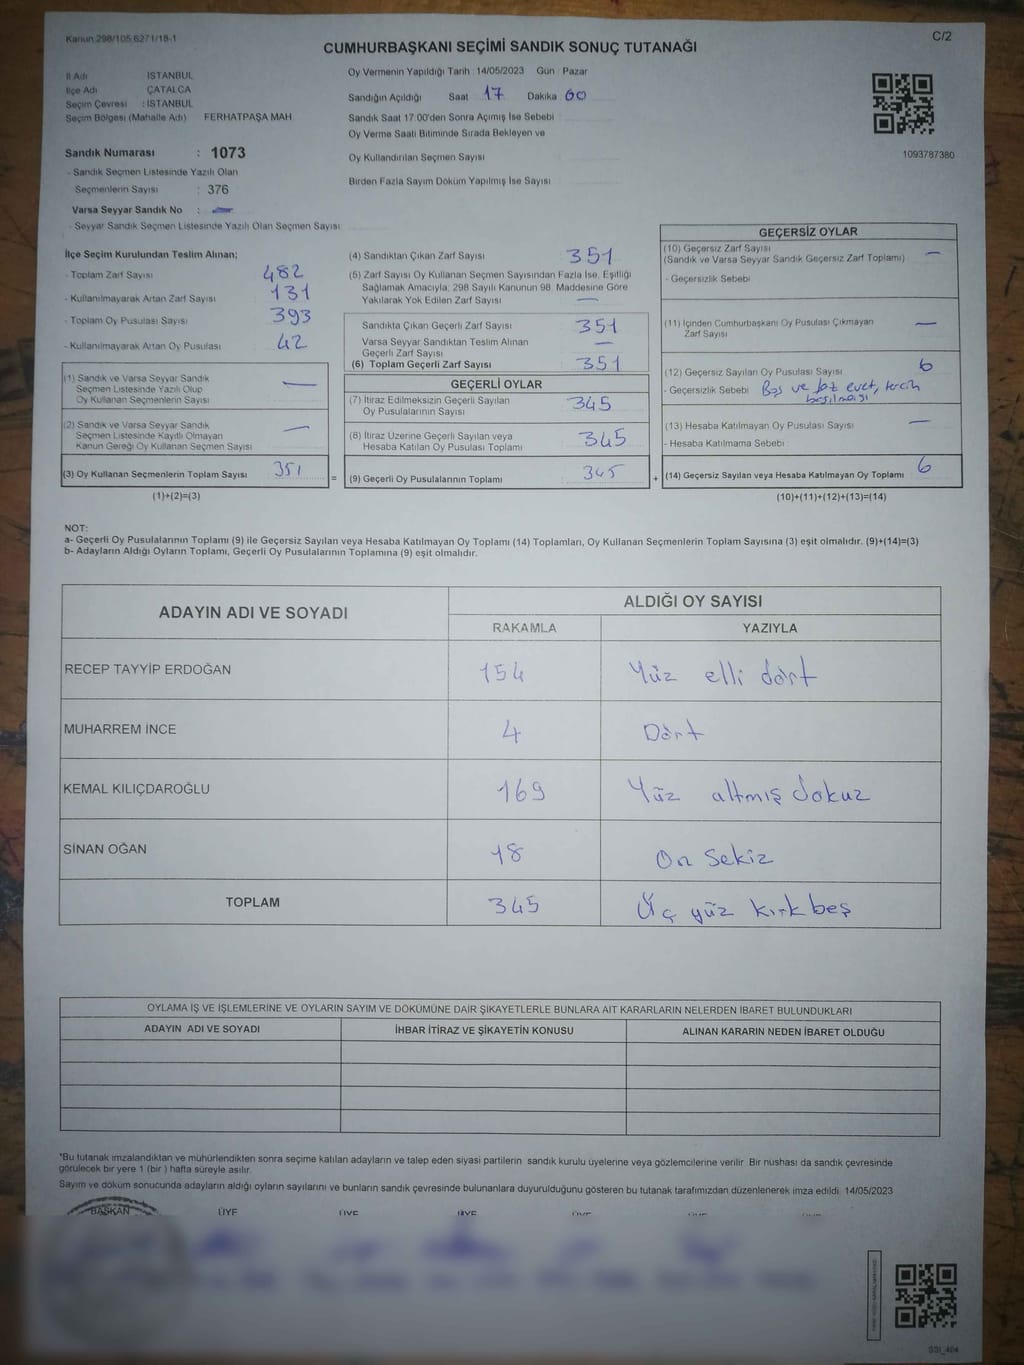 Kanun 298/105,6271/18-1
C/2
CUMHURBAŞKANI SEÇİMİ SANDIK SONUÇ TUTANAĞI
İl Adı İSTANBUL
İlçe Adı ÇATALCA
Seçim Çevresi : İSTANBUL
Seçim Bölgesi (Mahalle Adı) FERHATPAŞA MAH.
Sandık Numarası : 1073
- Sandık Seçmen Listesinde Yazılı Olan
Seçmenlerin Sayısı : 376
Varsa Seyyar Sandık No : —
- Seyyar Sandık Seçmen Listesinde Yazılı Olan Seçmen Sayısı
Oy Vermenin Yapıldığı Tarih : 14/05/2023 Gün : Pazar
Sandığın Açıldığı Saat 17 Dakika 60
Sandık Saat 17:00'den Sonra Açılmış İse Sebebi
Oy Verme Saati Bitiminde Sırada Bekleyen ve
Oy Kullandırılan Seçmen Sayısı
Birden Fazla Sayım Döküm Yapılmış İse Sayısı
1093787380
İlçe Seçim Kurulundan Teslim Alınan;
- Toplam Zarf Sayısı 482
- Kullanılmayarak Artan Zarf Sayısı 131
- Toplam Oy Pusulası Sayısı 393
- Kullanılmayarak Artan Oy Pusulası 42
(1) Sandık ve Varsa Seyyar Sandık
Seçmen Listesinde Yazılı Olup
Oy Kullanan Seçmenlerin Sayısı —
(2) Sandık ve Varsa Seyyar Sandık
Seçmen Listesinde Kayıtlı Olmayan
Kanun Gereği Oy Kullanan Seçmen Sayısı —
(3) Oy Kullanan Seçmenlerin Toplam Sayısı 351
(1)+(2)=(3)
=
(4) Sandıktan Çıkan Zarf Sayısı 351
(5) Zarf Sayısı Oy Kullanan Seçmen Sayısından Fazla İse, Eşitliği
Sağlamak Amacıyla; 298 Sayılı Kanunun 98. Maddesine Göre
Yakılarak Yok Edilen Zarf Sayısı —
Sandıkta Çıkan Geçerli Zarf Sayısı 351
Varsa Seyyar Sandıktan Teslim Alınan
Geçerli Zarf Sayısı —
(6) Toplam Geçerli Zarf Sayısı 351
GEÇERLİ OYLAR
(7) İtiraz Edilmeksizin Geçerli Sayılan
Oy Pusulalarının Sayısı 345
(8) İtiraz Üzerine Geçerli Sayılan veya
Hesaba Katılan Oy Pusulası Toplamı 345
(9) Geçerli Oy Pusulalarının Toplamı 345
+
GEÇERSİZ OYLAR
(10) Geçersiz Zarf Sayısı
(Sandık ve Varsa Seyyar Sandık Geçersiz Zarf Toplamı) —
- Geçersizlik Sebebi
(11) İçinden Cumhurbaşkanı Oy Pusulası Çıkmayan
Zarf Sayısı —
(12) Geçersiz Sayılan Oy Pusulası Sayısı 6
- Geçersizlik Sebebi Boş ve evet, tercih
(13) Hesaba Katılmayan Oy Pusulası Sayısı —
- Hesaba Katılmama Sebebi :
(14) Geçersiz Sayılan veya Hesaba Katılmayan Oy Toplamı 6
(10)+(11)+(12)+(13)=(14)
NOT:
a- Geçerli Oy Pusulalarının Toplamı (9) ile Geçersiz Sayılan veya Hesaba Katılmayan Oy Toplamı (14) Toplamları, Oy Kullanan Seçmenlerin Toplam Sayısına (3) eşit olmalıdır. (9)+(14)=(3)
b- Adayların Aldığı Oyların Toplamı, Geçerli Oy Pusulalarının Toplamına (9) eşit olmalıdır.
ADAYIN ADI VE SOYADI ALDIĞI OY SAYISI
RAKAMLA YAZIYLA
RECEP TAYYİP ERDOĞAN 154 Yüz elli dört
MUHARREM İNCE 4 Dört
KEMAL KILIÇDAROĞLU 169 Yüz altmış dokuz
SİNAN OĞAN 18 On sekiz
TOPLAM 345 Üç yüz kırk beş
OYLAMA İŞ VE İŞLEMLERİNE VE OYLARIN SAYIM VE DÖKÜMÜNE DAİR ŞİKAYETLERLE BUNLARA AİT KARARLARIN NELERDEN İBARET BULUNDUKLARI
ADAYIN ADI VE SOYADI İHBAR İTİRAZ VE ŞİKAYETİN KONUSU ALINAN KARARIN NEDEN İBARET OLDUĞU
*Bu tutanak imzalandıktan ve mühürlendikten sonra seçime katılan adayların ve talep eden siyasi partilerin sandık kurulu üyelerine veya gözlemcilerine verilir. Bir nüshası da sandık çevresinde
görülecek bir yere 1 (bir) hafta süreyle asılır.
Sayım ve döküm sonucunda adayların aldığı oyların sayılarını ve bunların sandık çevresinde bulunanlara duyurulduğunu gösteren bu tutanak tarafımızdan düzenlenerek imza edildi. 14/05/2023
BAŞKAN ÜYE ÜYE ÜYE
SSI_404